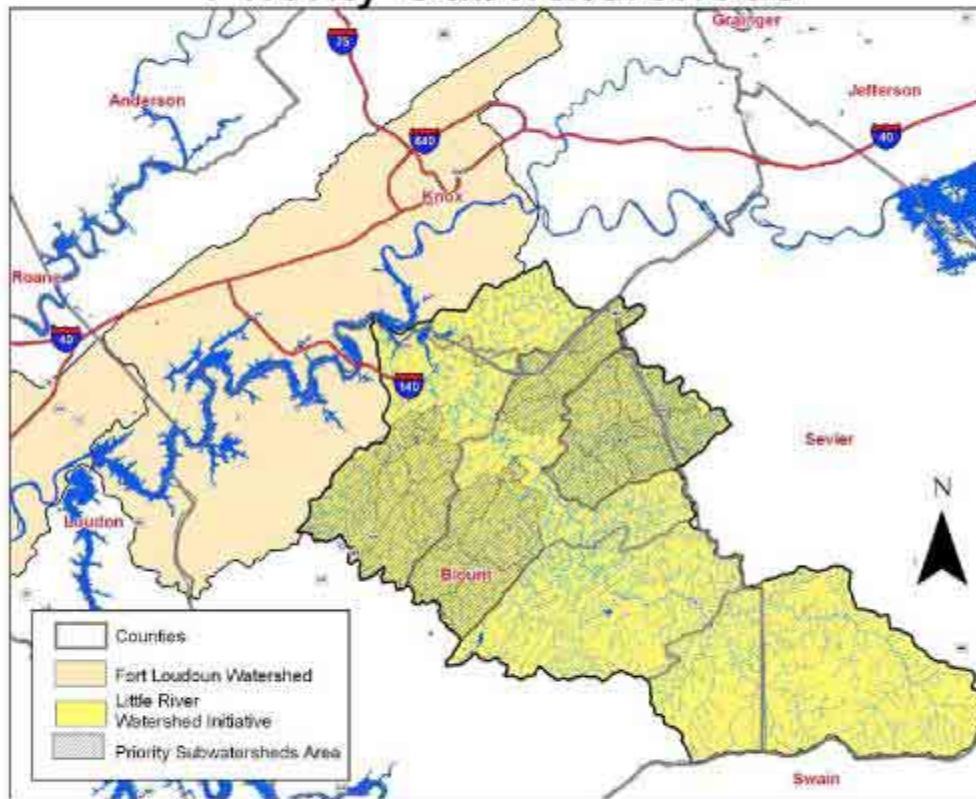 Grainger
75
Anderson
Jefferson
640
40
Knox
Roane
40
140
Sevier
N
Loudon
Blount
Counties
Fort Loudoun Watershed
Little River
Watershed Initiative
Priority Subwatersheds Area
Swain